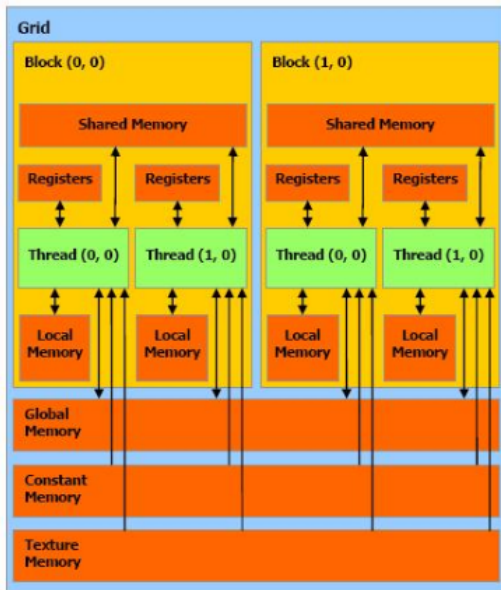 Grid
Block (0, 0)
Block (1, 0)
Shared Memory
Shared Memory
Registers
Registers
Registers
Registers
Thread (0, 0)
Thread (1, 0)
Thread (0, 0)
Thread (1, 0)
Local
Memory
Local
Memory
Local
Memory
Local
Memory
Global
Memory
Constant
Memory
Texture
Memory